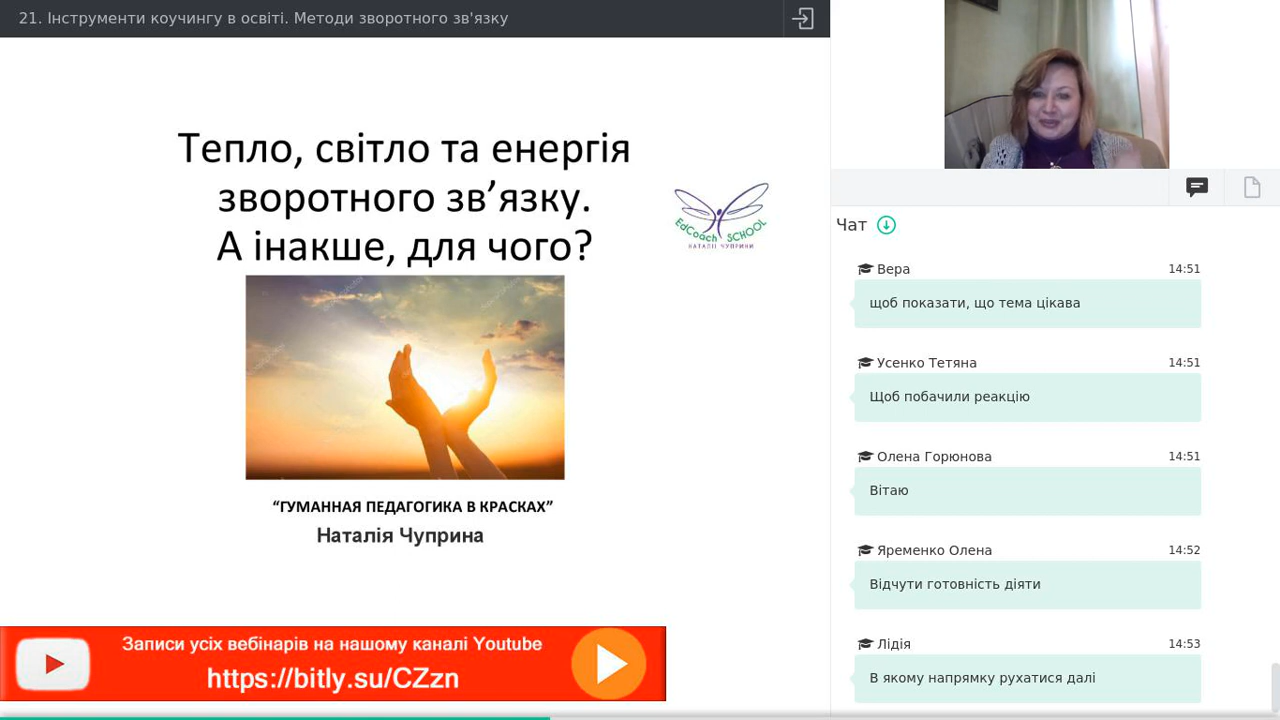 21. Інструменти коучингу в освіті. Методи зворотного зв'язку
Тепло, світло та енергія
зворотного зв’язку.
А інакше, для чого?
EdCoach SCHOOL
НАТАЛІЇ ЧУПРИНИ
“ГУМАННАЯ ПЕДАГОГИКА В КРАСКАХ”
Наталія Чуприна
Записи усіх вебінарів на нашому каналі Youtube
https://bitly.su/CZzn
Чат
Вера 14:51
щоб показати, що тема цікава
Усенко Тетяна 14:51
Щоб побачили реакцію
Олена Горюнова 14:51
Вітаю
Яременко Олена 14:52
Відчути готовність діяти
Лідія 14:53
В якому напрямку рухатися далі